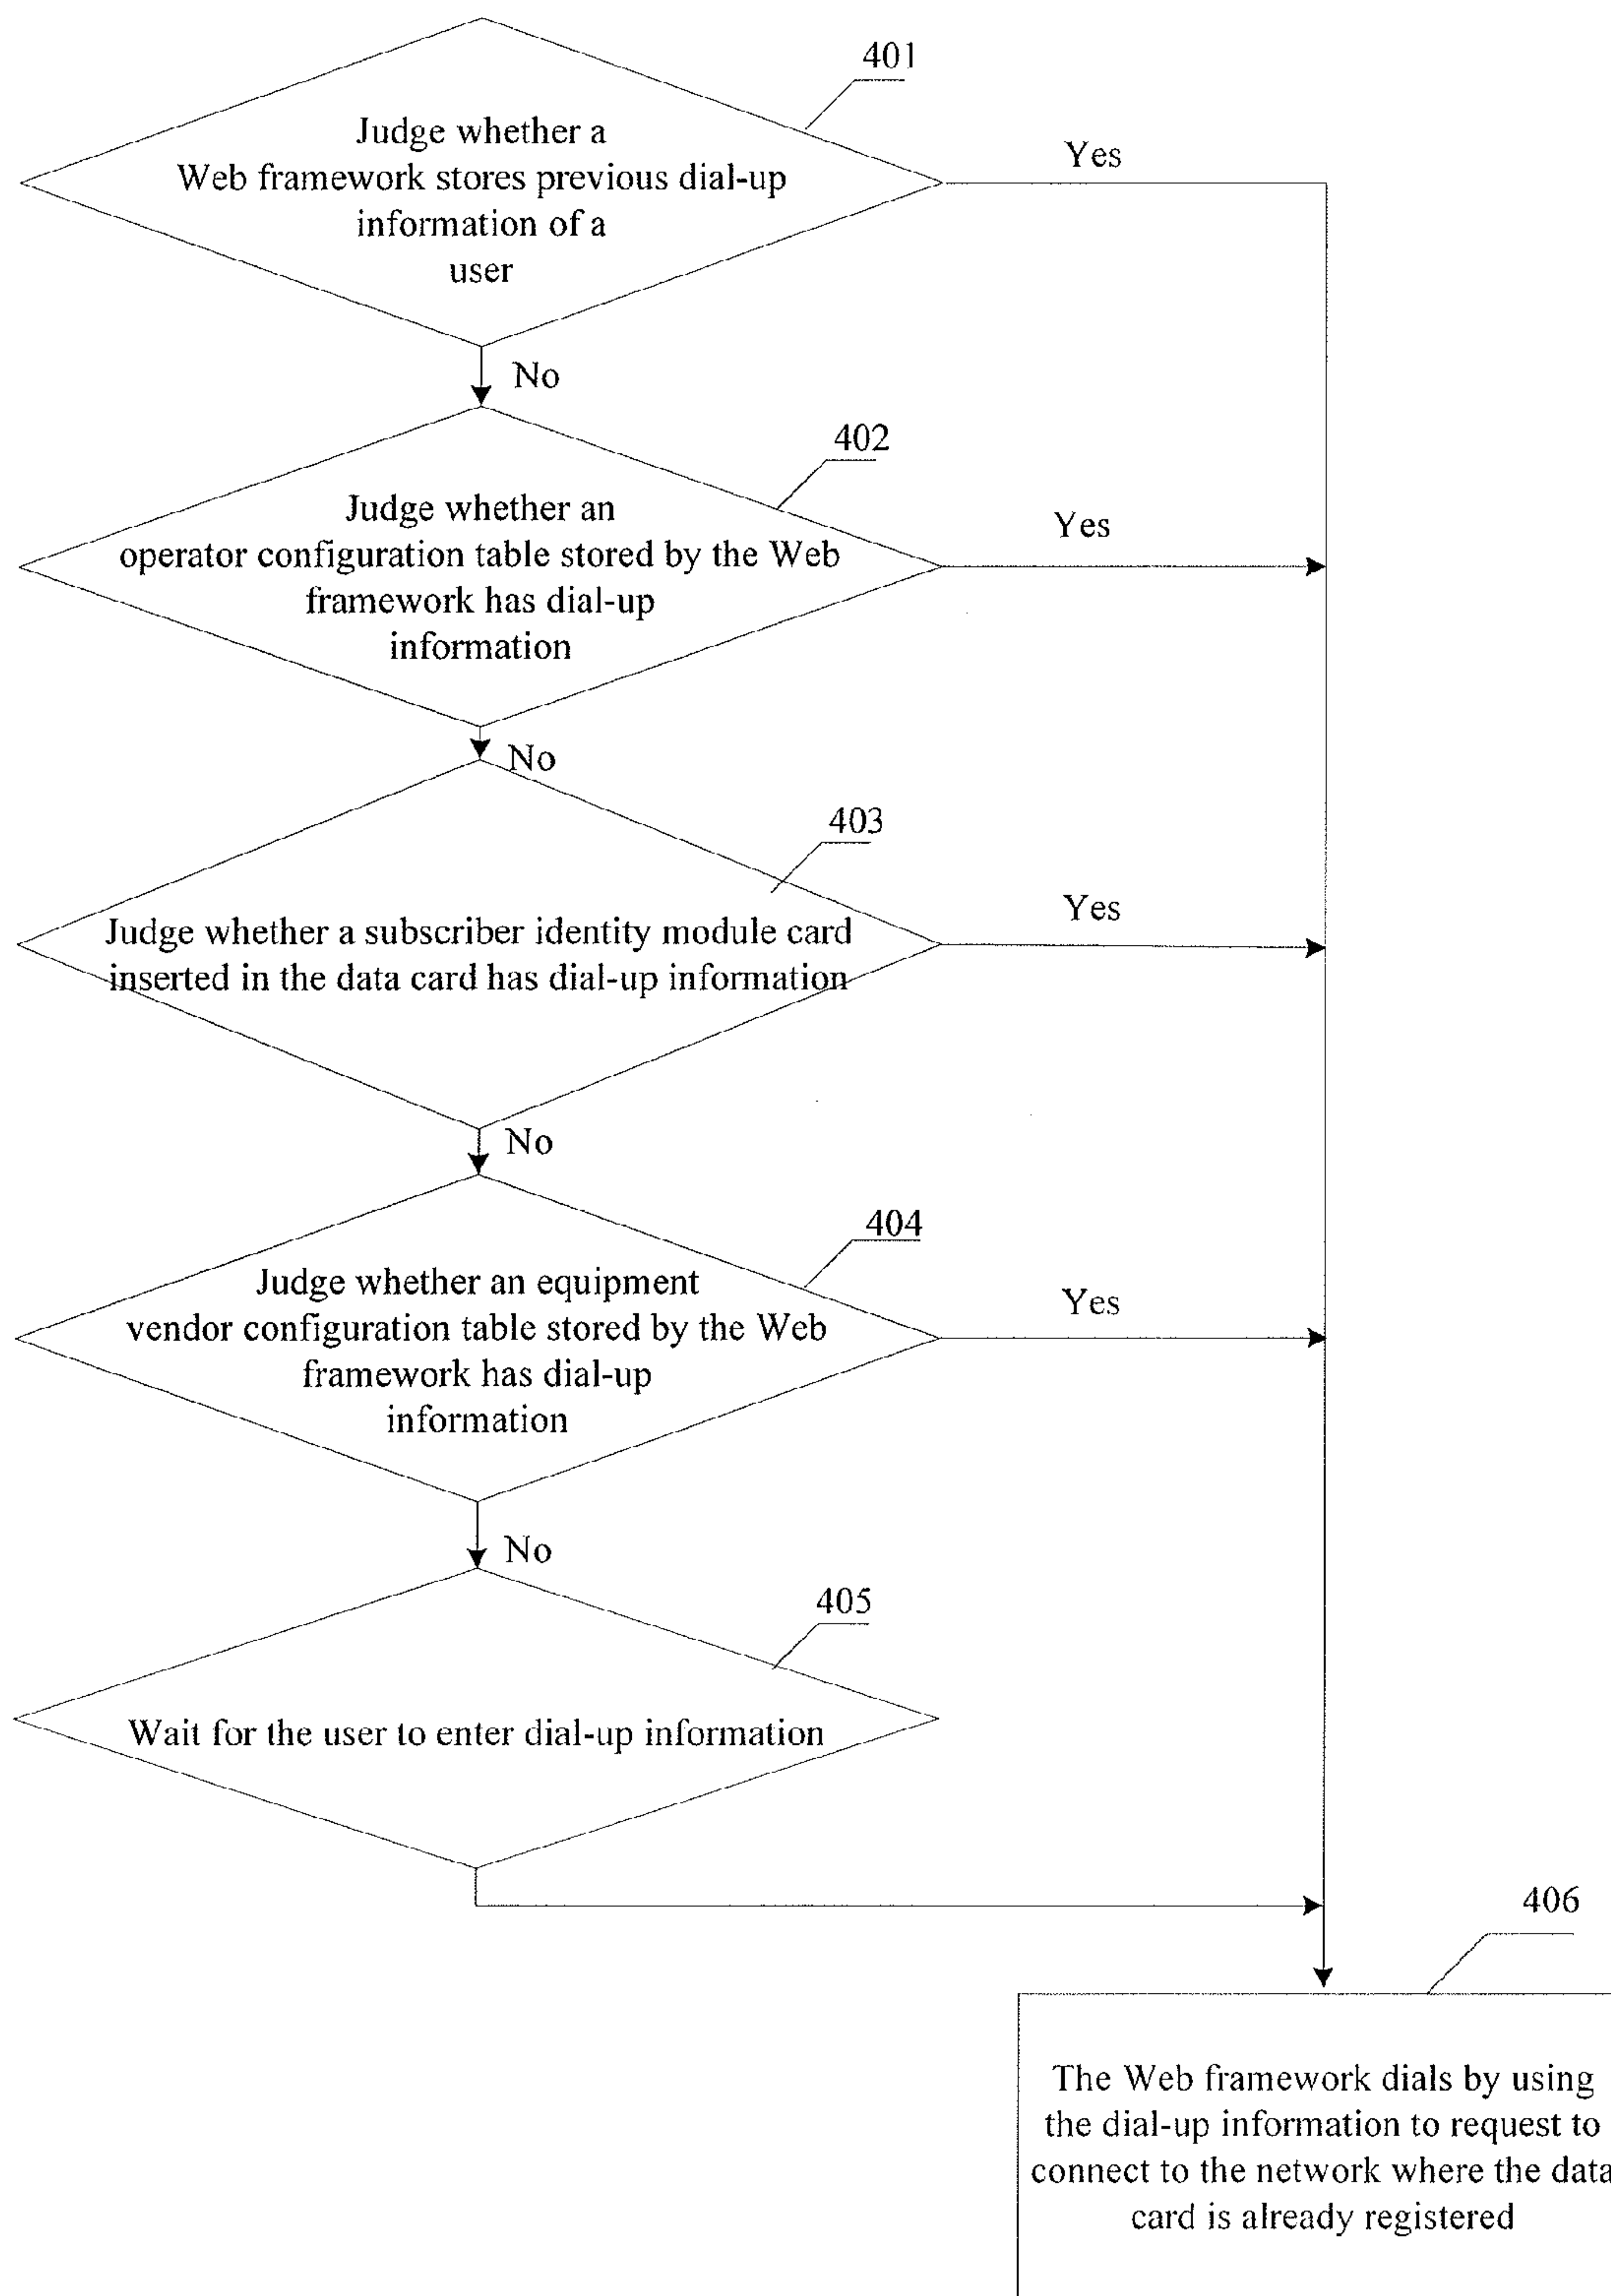 401
Judge whether a
Web framework stores previous dial-up
information of a
user
Yes
No
402
Judge whether an
operator configuration table stored by the Web
framework has dial-up
information
Yes
No
403
Judge whether a subscriber identity module card
inserted in the data card has dial-up information
Yes
No
404
Judge whether an equipment
vendor configuration table stored by the Web
framework has dial-up
information
Yes
No
405
Wait for the user to enter dial-up information
406
The Web framework dials by using
the dial-up information to request to
connect to the network where the data
card is already registered